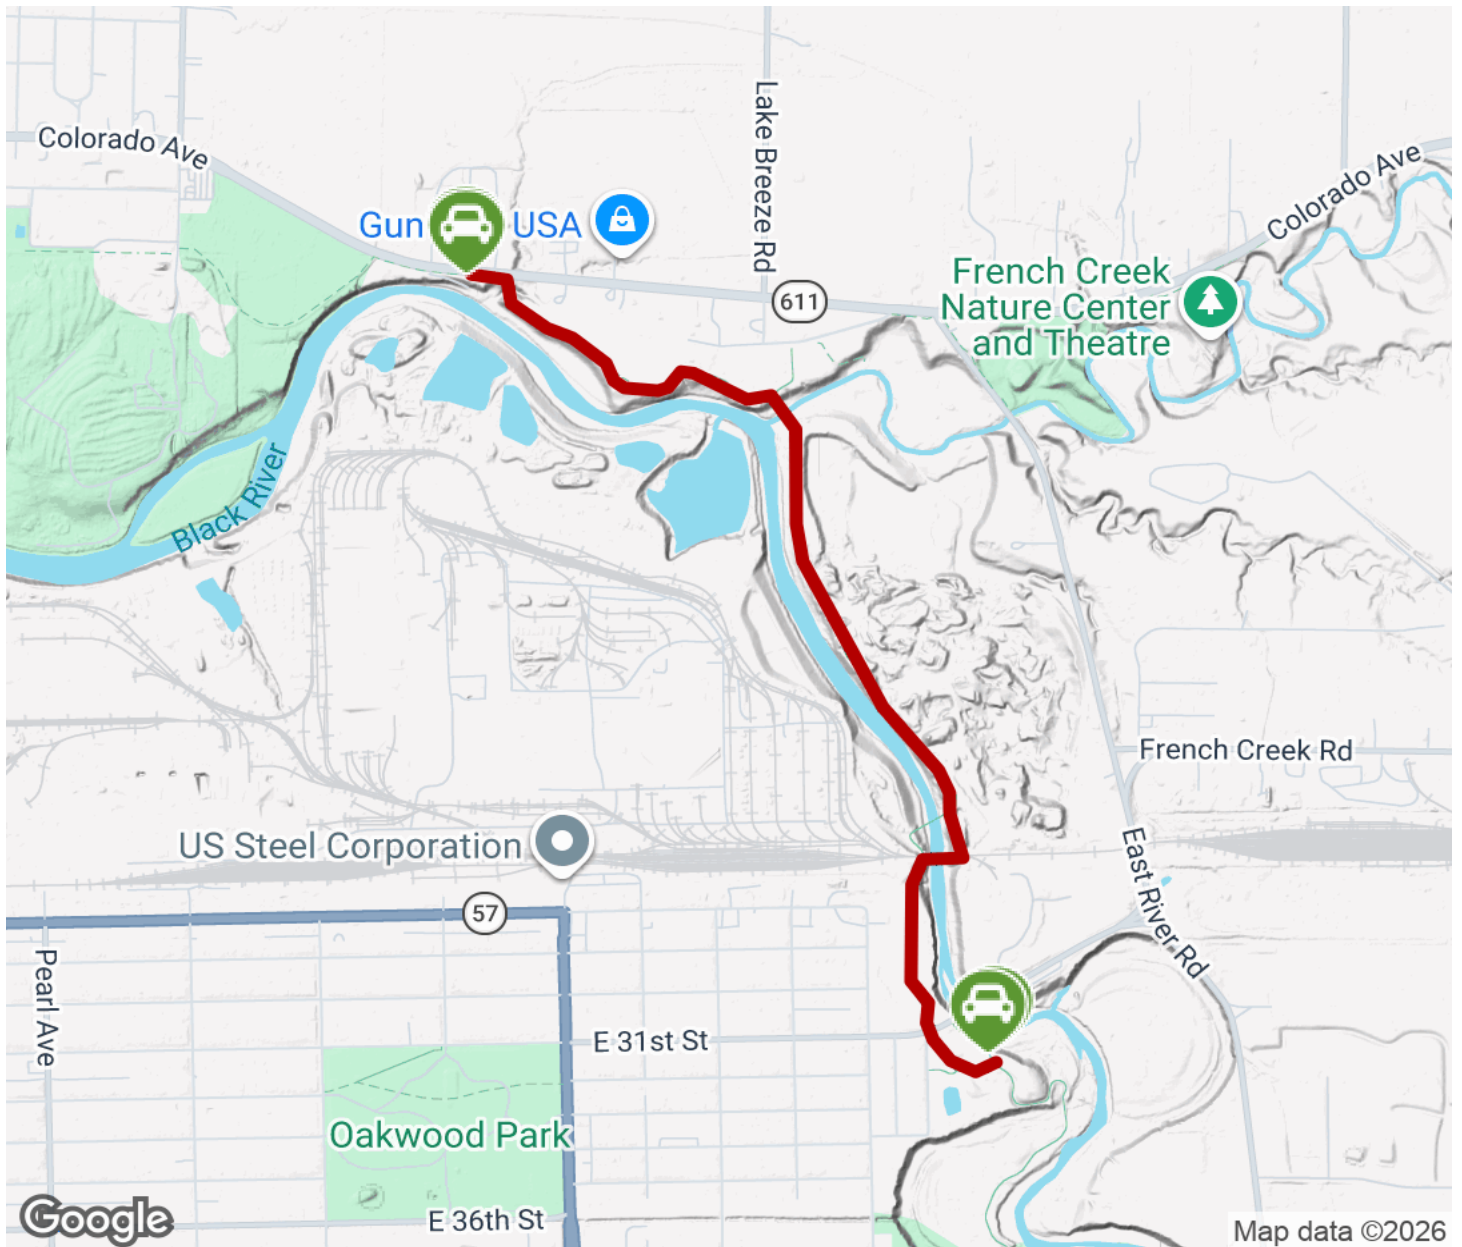 Colorado Ave
Lake Breeze Rd
Colorado Ave
Gun
USA
611
French Creek
Nature Center
and Theatre
Black River
French Creek Rd
US Steel Corporation
East River Rd
57
Pearl Ave
E 31st St
Oakwood Park
E 36th St
Google
Map data ©2026